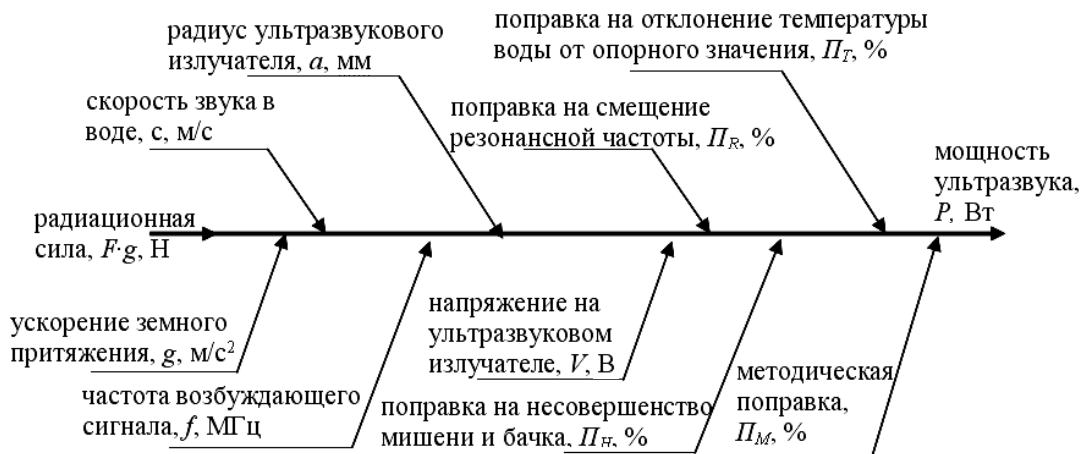 радиус ультразвукового
излучателя, a, мм
поправка на отклонение температуры
воды от опорного значения, П_T, %
скорость звука в
воде, c, м/с
поправка на смещение
резонансной частоты, П_R, %
мощность
ультразвука,
P, Вт
радиационная
сила, F·g, Н
ускорение земного
притяжения, g, м/с²
напряжение на
ультразвуковом
излучателе, V, В
частота возбуждающего
сигнала, f, МГц
поправка на несовершенство
мишени и бачка, П_H, %
методическая
поправка,
П_M, %